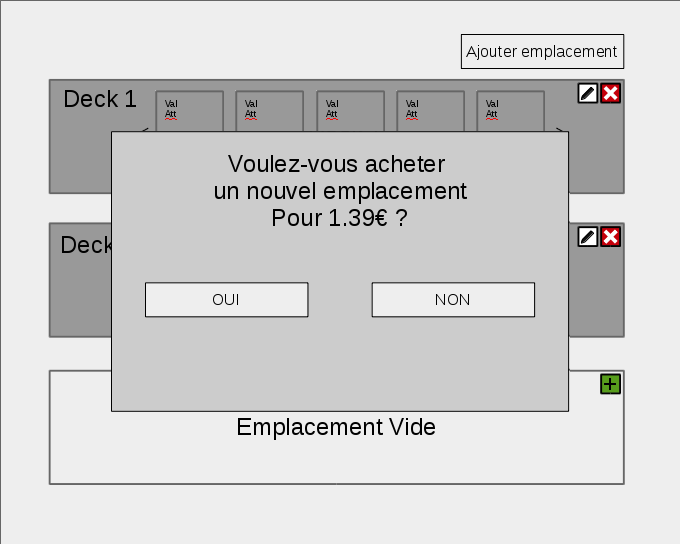 Ajouter emplacement
Deck 1
Val Val Val Val Val
Att Att Att Att Att
Voulez-vous acheter
un nouvel emplacement
Pour 1.39€ ?
Deck
OUI NON
Emplacement Vide